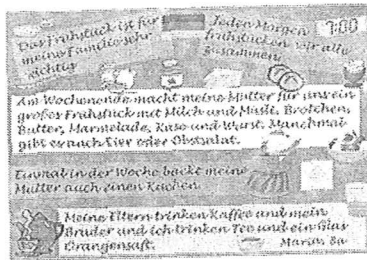 Das Frühstück ist für
meine Familie sehr
wichtig.
Jeden Morgen
frühstücken wir alle
zusammen.
7:00
Am Wochenende macht meine Mutter für uns ein
großes Frühstück mit Milch und Müsli, Brötchen,
Butter, Marmelade, Käse und Wurst. Manchmal
gibt es auch Eier oder Obstsalat.
Einmal in der Woche backt meine
Mutter auch einen Kuchen.
Meine Eltern trinken Kaffee und mein
Bruder und ich trinken Tee und ein Glas
Orangensaft.
8a